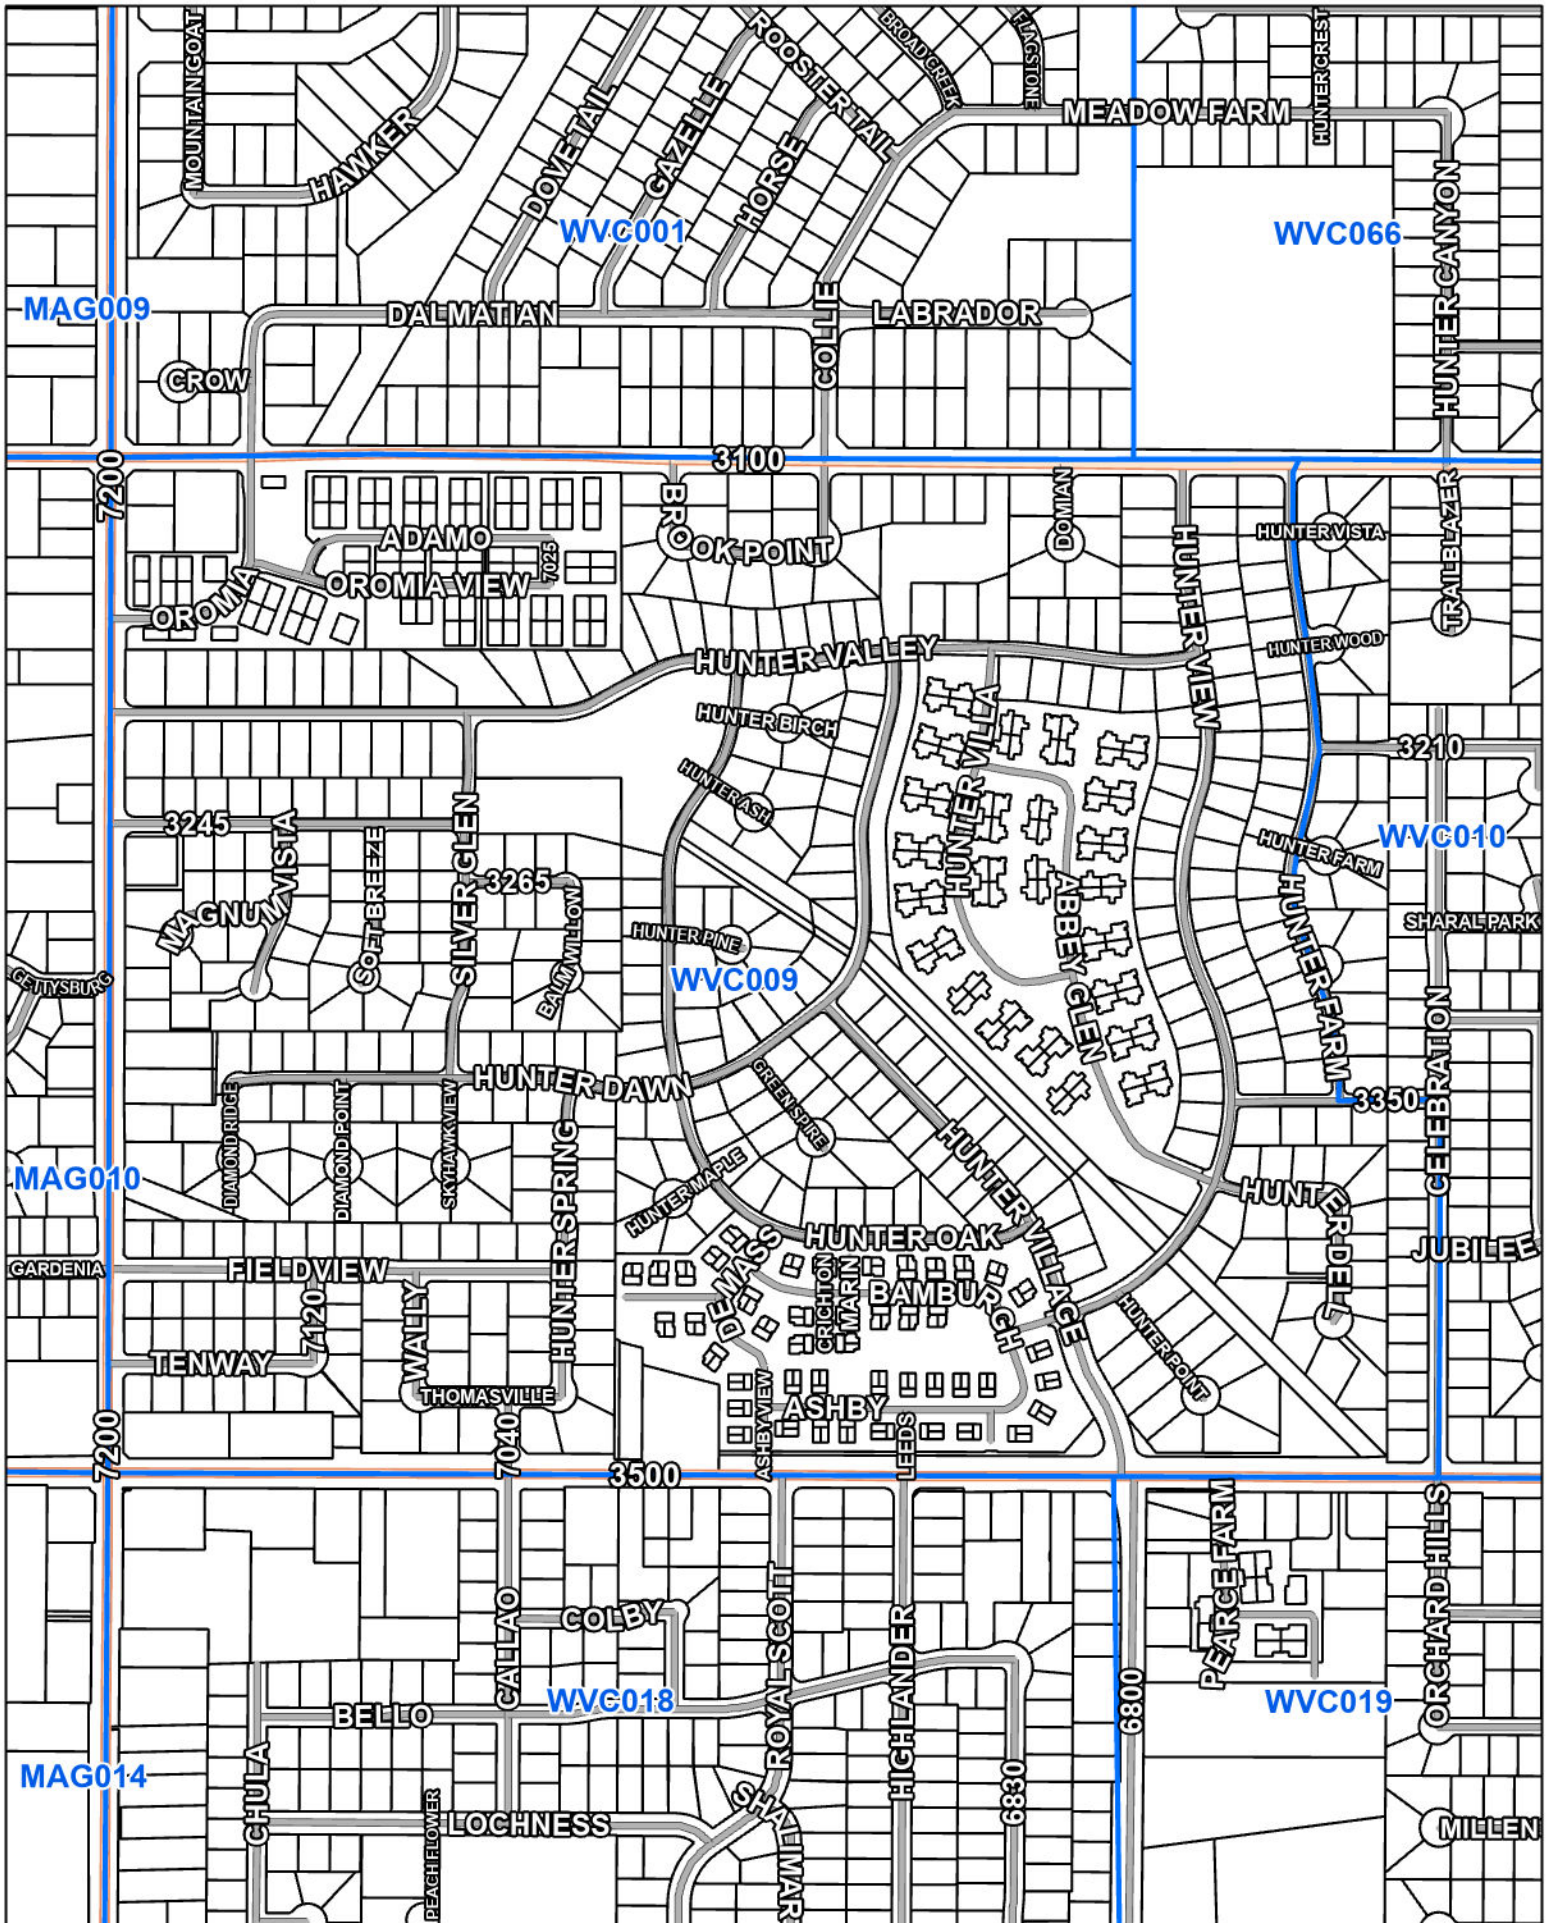 MOUNTAIN GOAT
HAWKER
DOVE TAIL
GAZELLE
HORSE
ROOSTER TAIL
BROADCREEK
FLAGSTONE
MEADOW FARM
HUNTER CREST
HUNTER CANYON
WVC001
WVC066
MAG009
DALMATIAN
COLLIE
LABRADOR
CROW
7200
3100
BROOK POINT
DOMIAN
HUNTER VIEW
HUNTER VISTA
TRAILBLAZER
ADAMO
7025
OROMIA VIEW
OROMIA
HUNTER VALLEY
HUNTER WOOD
HUNTER BIRCH
HUNTER VILLA
3210
HUNTER ASH
3245
MAGNUM VISTA
SOFT BREEZE
SILVER GLEN
3265
BALM WILLOW
HUNTER FARM
WVC010
ABBEY GLEN
HUNTER FARM
SHARAL PARK
HUNTER PINE
WVC009
GETTYSBURG
CELEBRATION
HUNTER DAWN
GREENSPIRE
3350
DIAMOND RIDGE
DIAMOND POINT
SKYHAWK VIEW
HUNTER SPRING
HUNTER MAPLE
HUNTER VILLAGE
HUNTER DELL
MAG010
HUNTER OAK
JUBILEE
GARDENIA
FIELDVIEW
DE MASS
CRICHTON
MARIN
BAMBURGH
7120
WALLY
HUNTER POINT
TENWAY
THOMASVILLE
ASHBY VIEW
ASHBY
LEEDS
7200
7040
3500
PEARCE FARM
ORCHARD HILLS
CALLAO
COLBY
ROYAL SCOTT
HIGHLANDER
BELLO
WVC018
6800
WVC019
MAG014
CHULA
PEACH FLOWER
LOCHNESS
SHALIMAR
6830
MILLEN